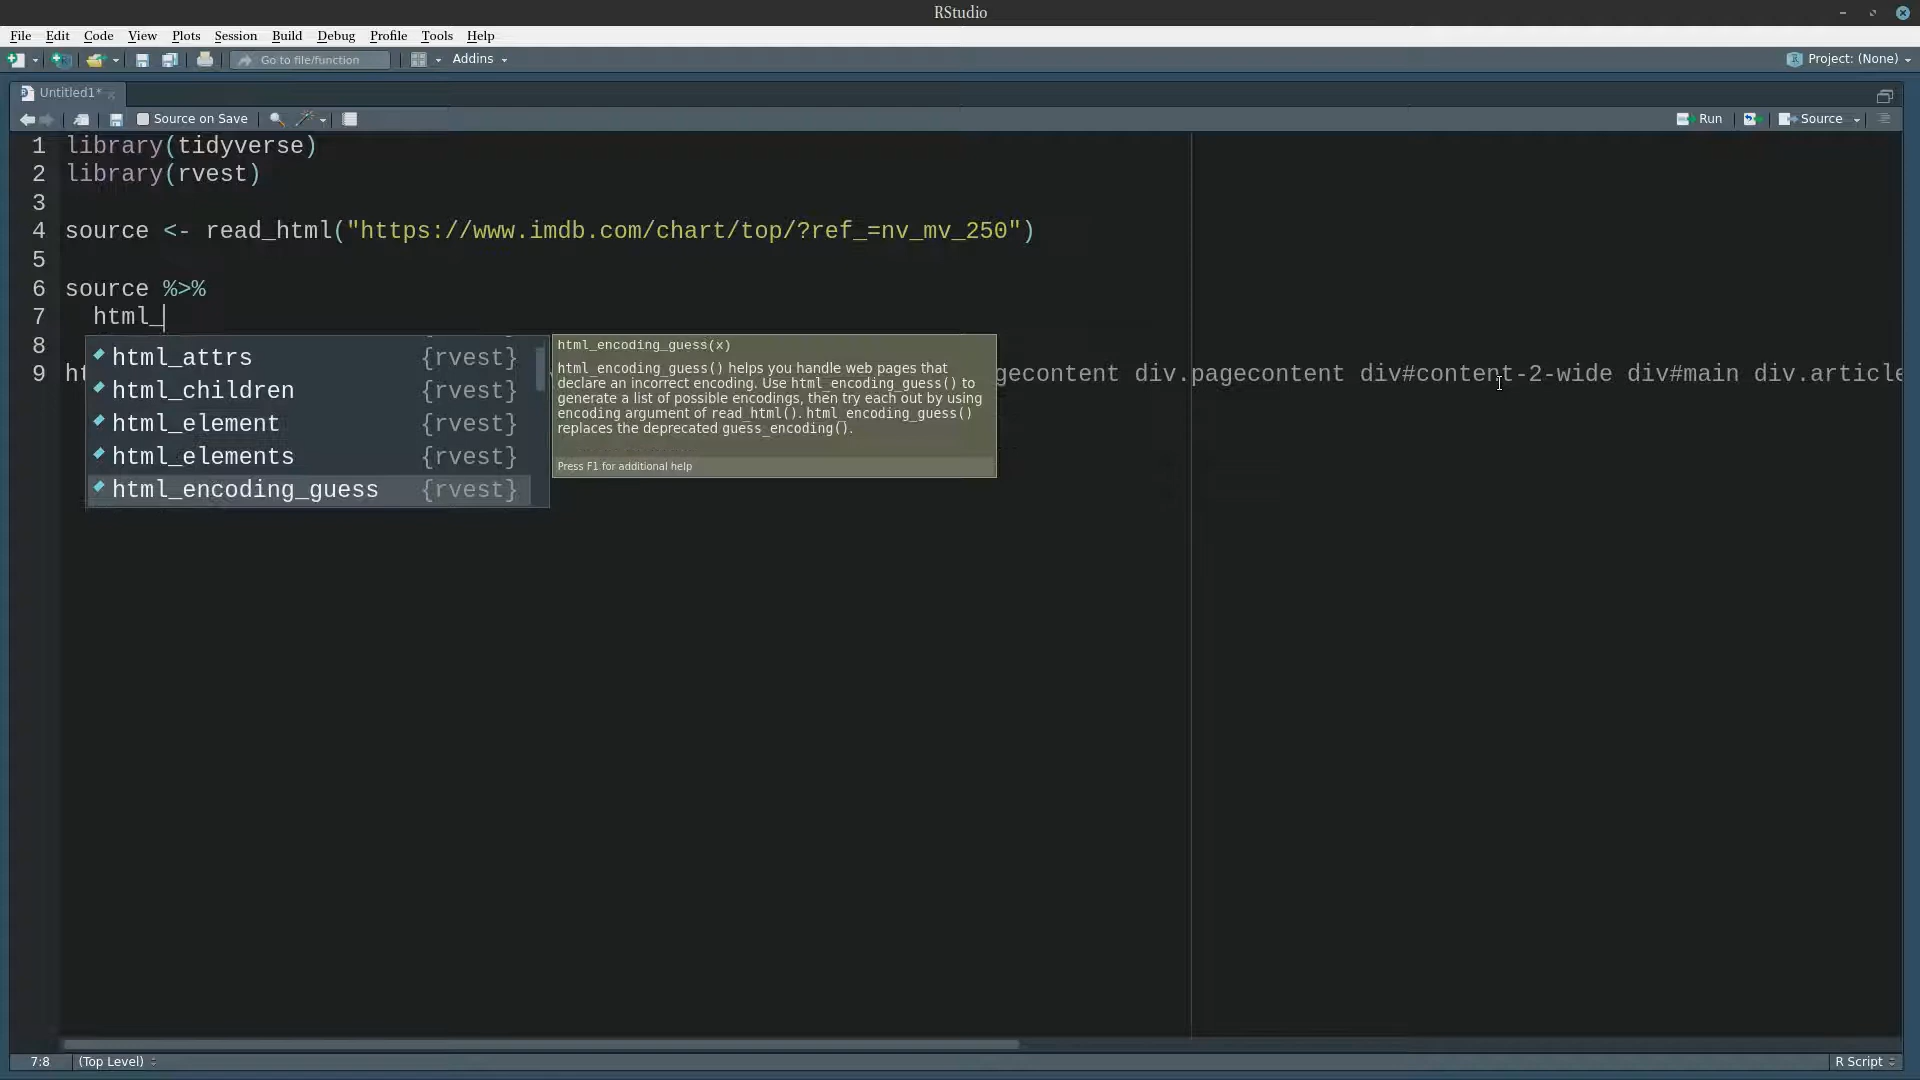 RStudio
File Edit Code View Plots Session Build Debug Profile Tools Help
Go to file/function Addins Project: (None)
Untitled1*
Source on Save Run Source
1 library(tidyverse)
2 library(rvest)
3
4 source <- read_html("https://www.imdb.com/chart/top/?ref_=nv_mv_250")
5
6 source %>%
7 html_
8
9 ht gecontent div.pagecontent div#content-2-wide div#main div.article
html_attrs {rvest}
html_children {rvest}
html_element {rvest}
html_elements {rvest}
html_encoding_guess {rvest}
html_encoding_guess(x)
html_encoding_guess() helps you handle web pages that
declare an incorrect encoding. Use html_encoding_guess() to
generate a list of possible encodings, then try each out by using
encoding argument of read_html(). html_encoding_guess()
replaces the deprecated guess_encoding().
Press F1 for additional help
7:8 (Top Level) R Script